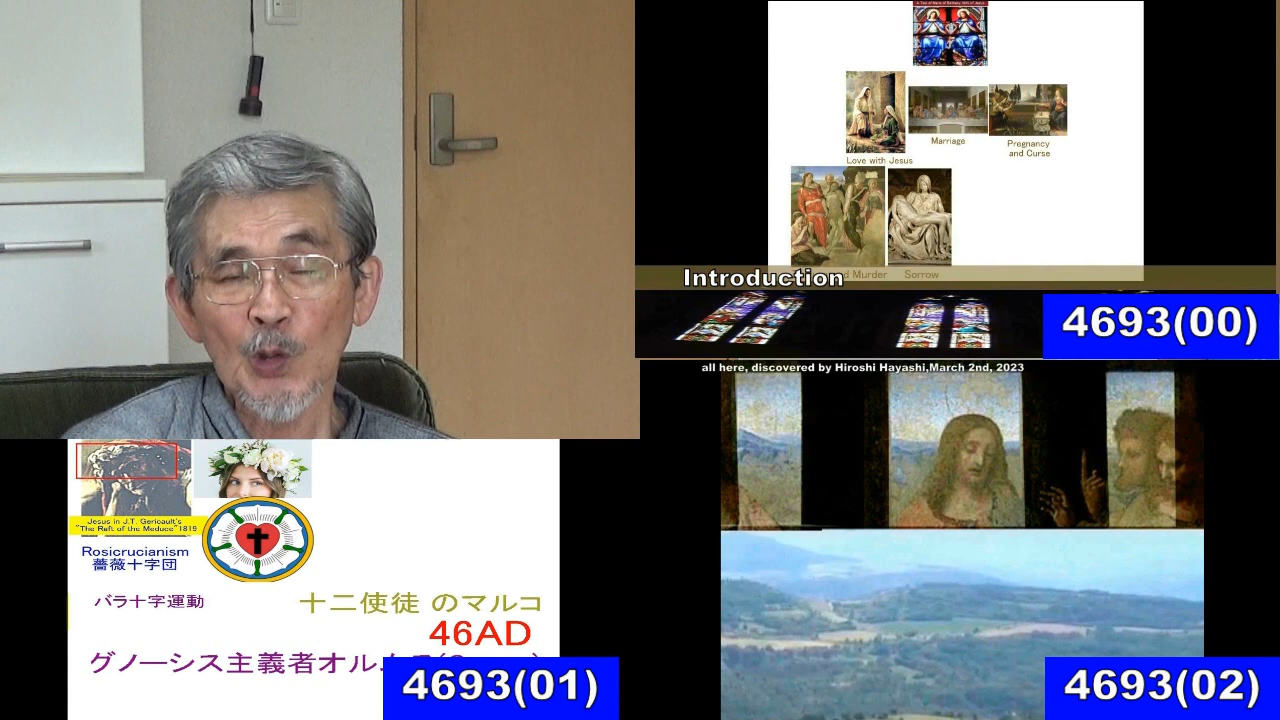 Love with Jesus
Marriage
Pregnancy
and Curse
Murder
Sorrow
Introduction
4693(00)
all here, discovered by Hiroshi Hayashi,March 2nd, 2023
Jesus in J.T. Gericault's
"The Raft of the Meduce"1819
Rosicrucianism
薔薇十字団
バラ十字運動
十二使徒 のマルコ
46AD
グノーシス主義者オル
4693(01)
4693(02)